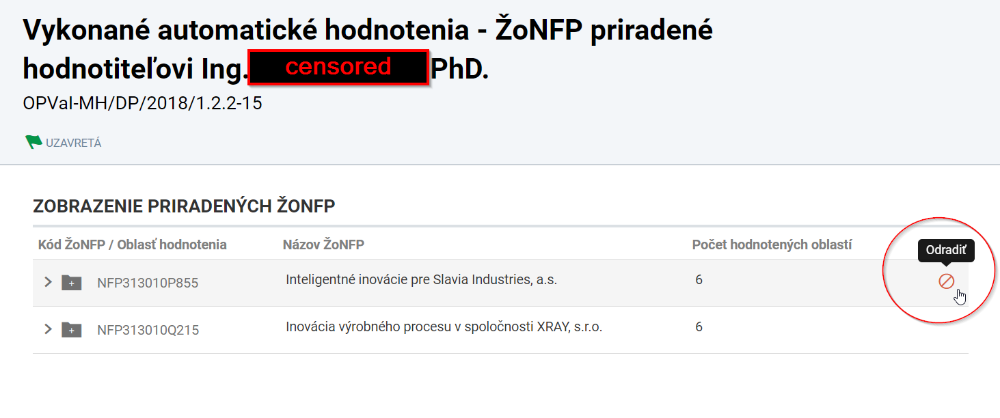 Vykonané automatické hodnotenia - ŽoNFP priradené
hodnotiteľovi Ing. censored PhD.
OPVaI-MH/DP/2018/1.2.2-15
UZAVRETÁ
ZOBRAZENIE PRIRADENÝCH ŽONFP
Kód ŽoNFP / Oblasť hodnotenia Názov ŽoNFP Počet hodnotených oblastí
Odradiť
NFP313010P855 Inteligentné inovácie pre Slavia Industries, a.s. 6
NFP313010Q215 Inovácia výrobného procesu v spoločnosti XRAY, s.r.o. 6